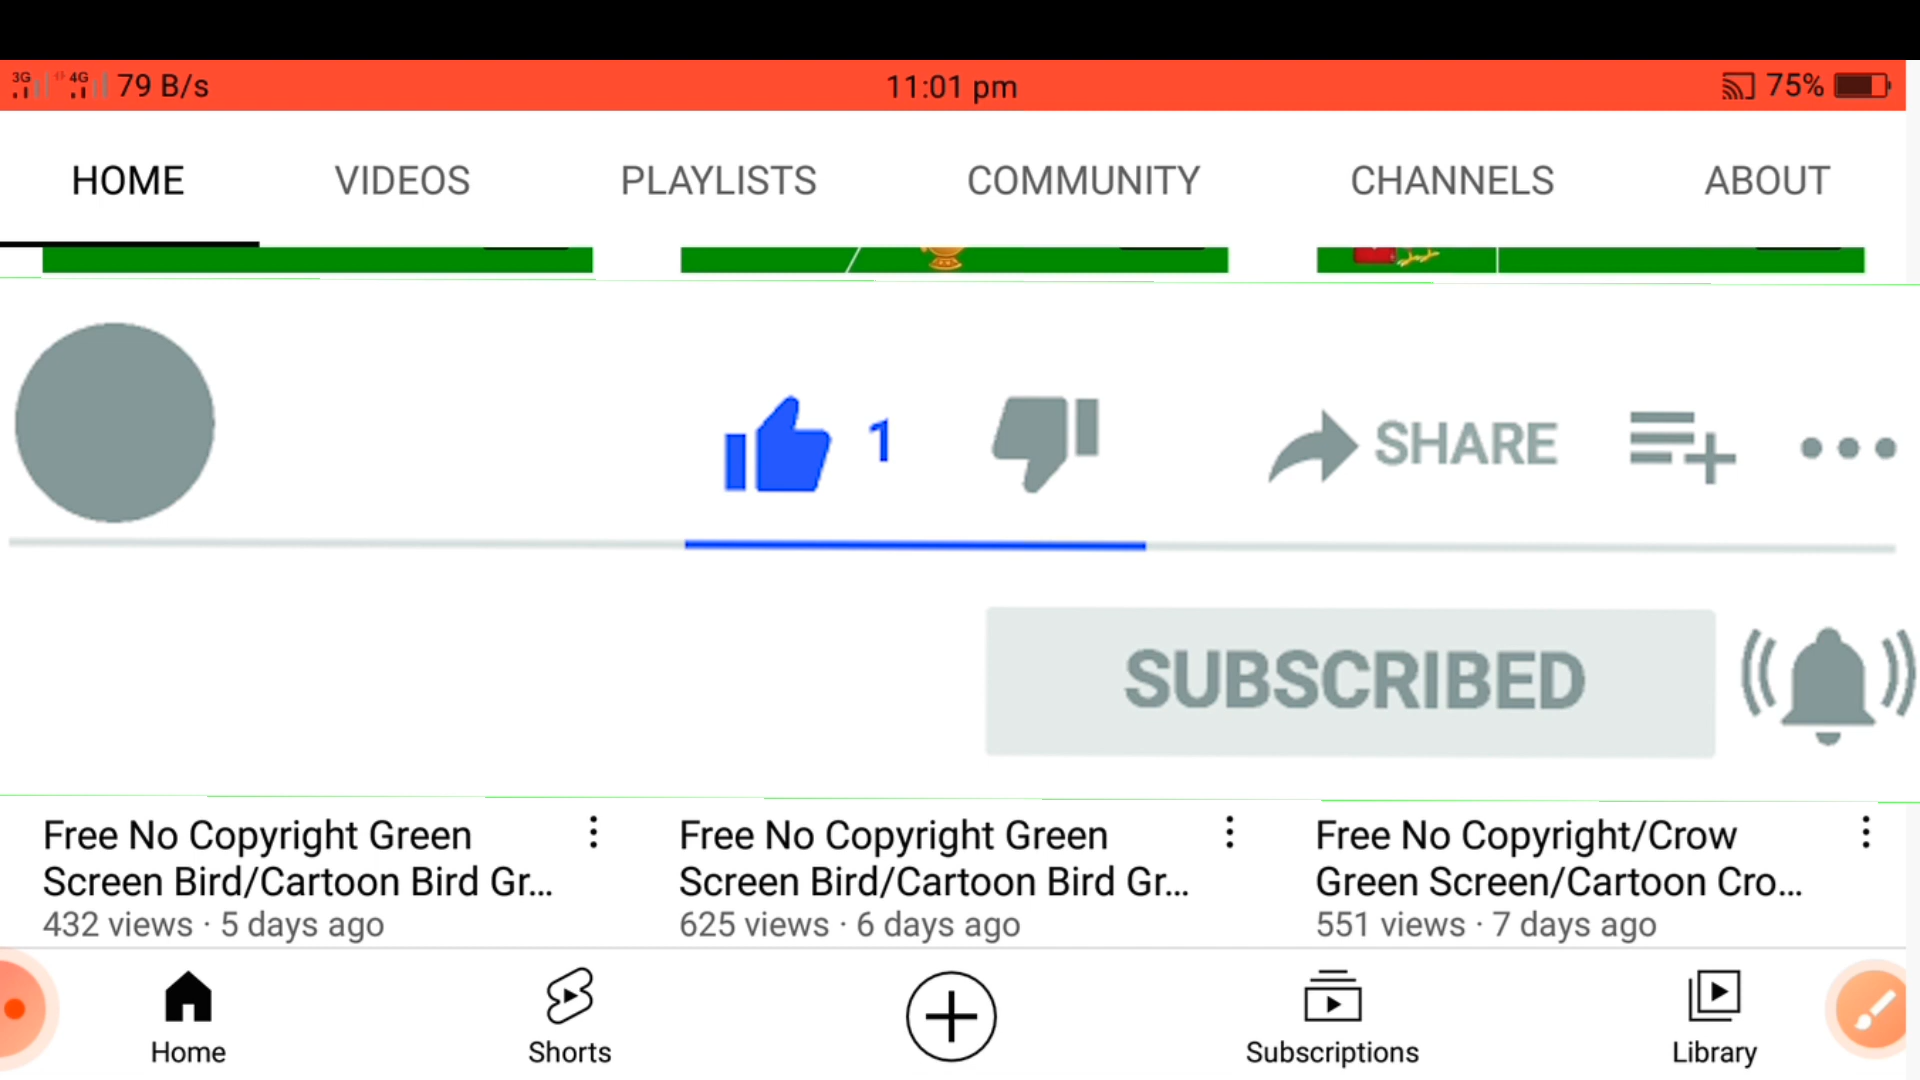 3G 4G 79 B/s 11:01 pm 75%
HOME VIDEOS PLAYLISTS COMMUNITY CHANNELS ABOUT
1 SHARE
SUBSCRIBED
Free No Copyright Green
Screen Bird/Cartoon Bird Gr...
432 views · 5 days ago
Free No Copyright Green
Screen Bird/Cartoon Bird Gr...
625 views · 6 days ago
Free No Copyright/Crow
Green Screen/Cartoon Cro...
551 views · 7 days ago
Home Shorts Subscriptions Library